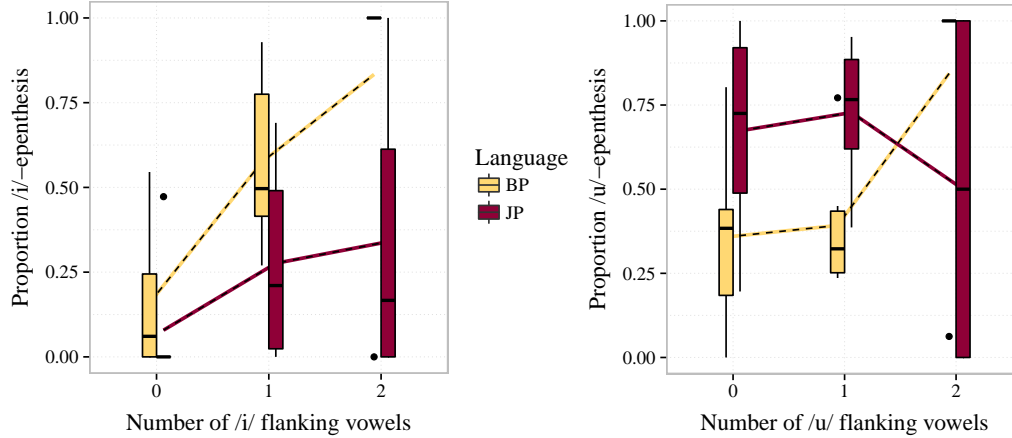 1.00
0.75
0.50
0.25
0.00
Proportion /i/−epenthesis
0 1 2
Number of /i/ flanking vowels
Language
BP
JP
1.00
0.75
0.50
0.25
0.00
Proportion /u/−epenthesis
0 1 2
Number of /u/ flanking vowels